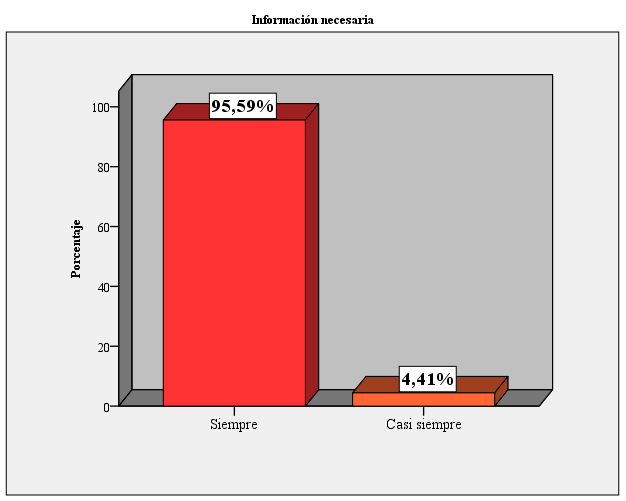 Información necesaria
95,59%
100
80
60
Porcentaje
40
20
4,41%
0
Siempre
Casi siempre